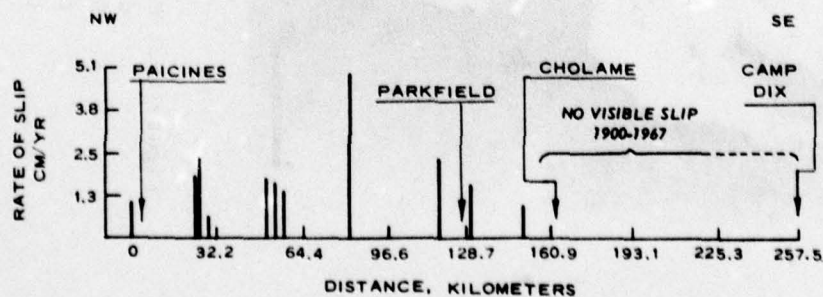 NW
SE
5.1
PAICINES
CHOLAME
CAMP
DIX
3.8
PARKFIELD
NO VISIBLE SLIP
1900-1967
2.5
1.3
RATE OF SLIP
CM/YR
0
32.2
64.4
96.6
128.7
160.9
193.1
225.3
257.5
DISTANCE, KILOMETERS